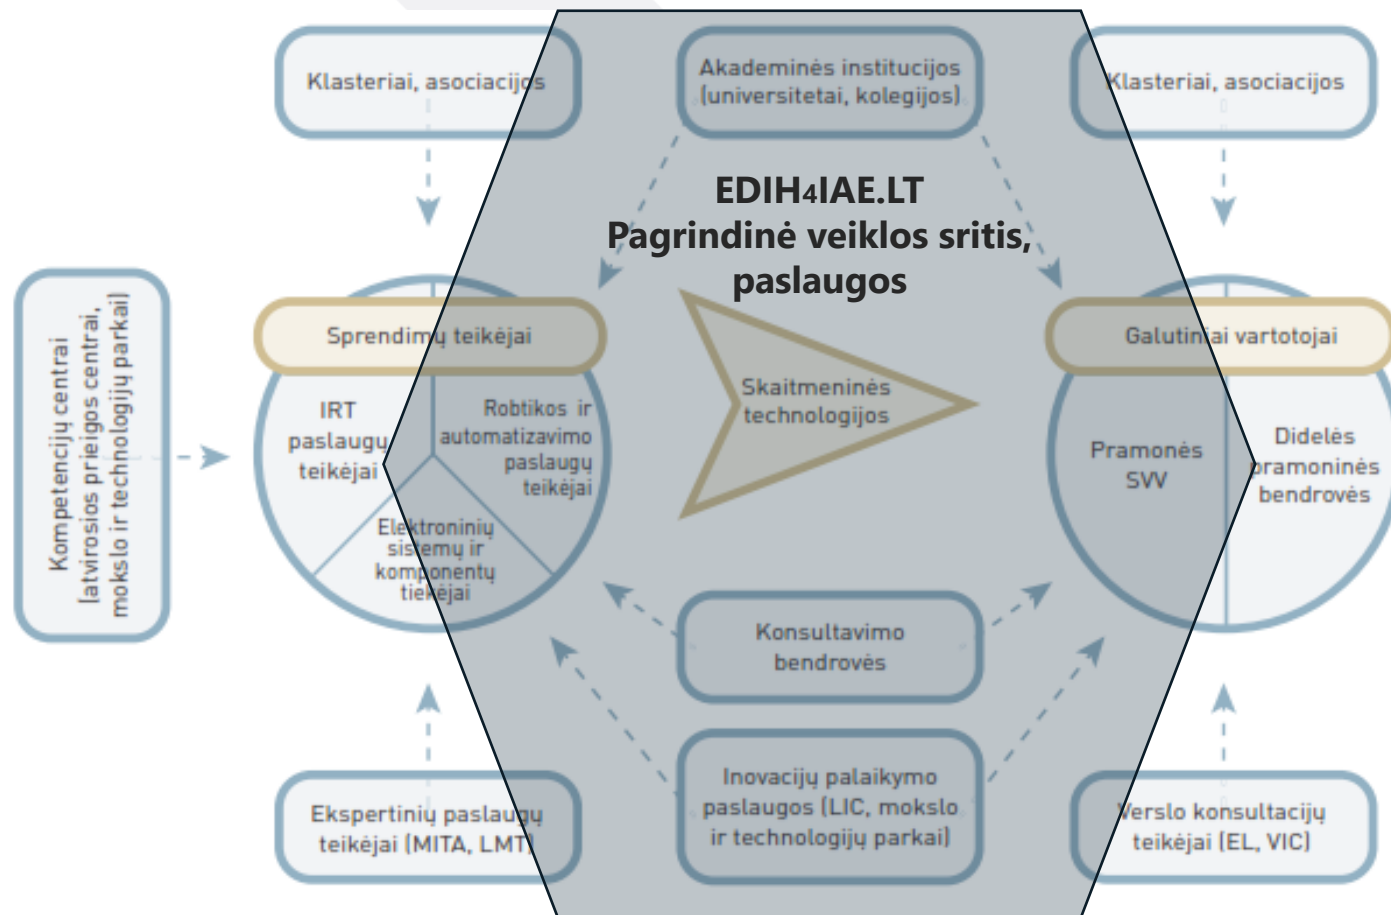 Klasteriai, asociacijos
Akademinės institucijos
(universitetai, kolegijos)
Klasteriai, asociacijos
EDIH4IAE.LT
Pagrindinė veiklos sritis,
paslaugos
Kompetencijų centrai
(atvirosios prieigos centrai,
mokslo ir technologijų parkai)
Sprendimų teikėjai
IRT
paslaugų
teikėjai
Robtikos ir
automatizavimo
paslaugų
teikėjai
Elektroninių
sistemų ir
komponentų
tiekėjai
Skaitmeninės
technologijos
Galutiniai vartotojai
Pramonės
SVV
Didelės
pramoninės
bendrovės
Konsultavimo
bendrovės
Ekspertinių paslaugų
teikėjai (MITA, LMT)
Inovacijų palaikymo
paslaugos (LIC, mokslo
ir technologijų parkai)
Verslo konsultacijų
teikėjai (EL, VIC)